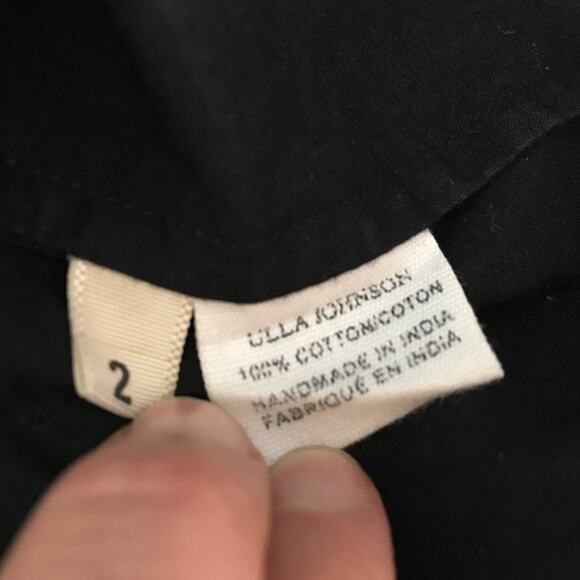 2
ULLA JOHNSON
100% COTTON/COTON
HANDMADE IN INDIA
FABRIQUÉ EN INDIA